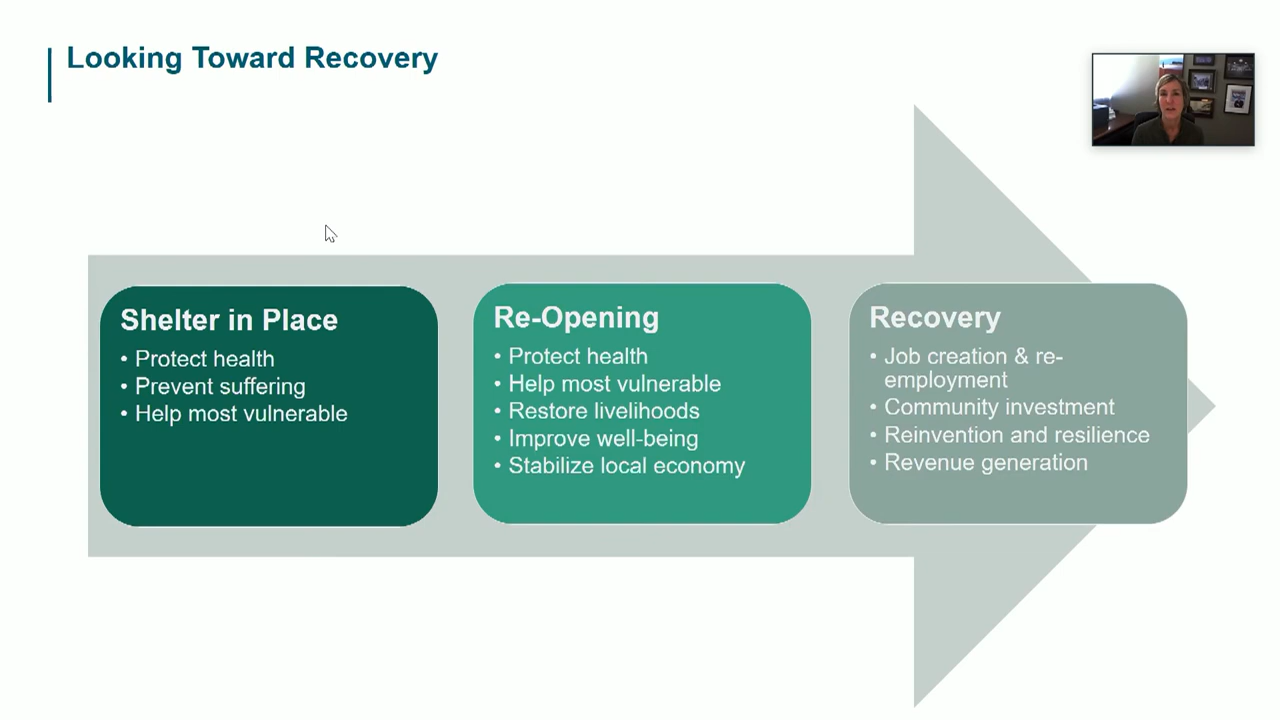 Looking Toward Recovery
Shelter in Place
• Protect health
• Prevent suffering
• Help most vulnerable
Re-Opening
• Protect health
• Help most vulnerable
• Restore livelihoods
• Improve well-being
• Stabilize local economy
Recovery
• Job creation & re-
employment
• Community investment
• Reinvention and resilience
• Revenue generation